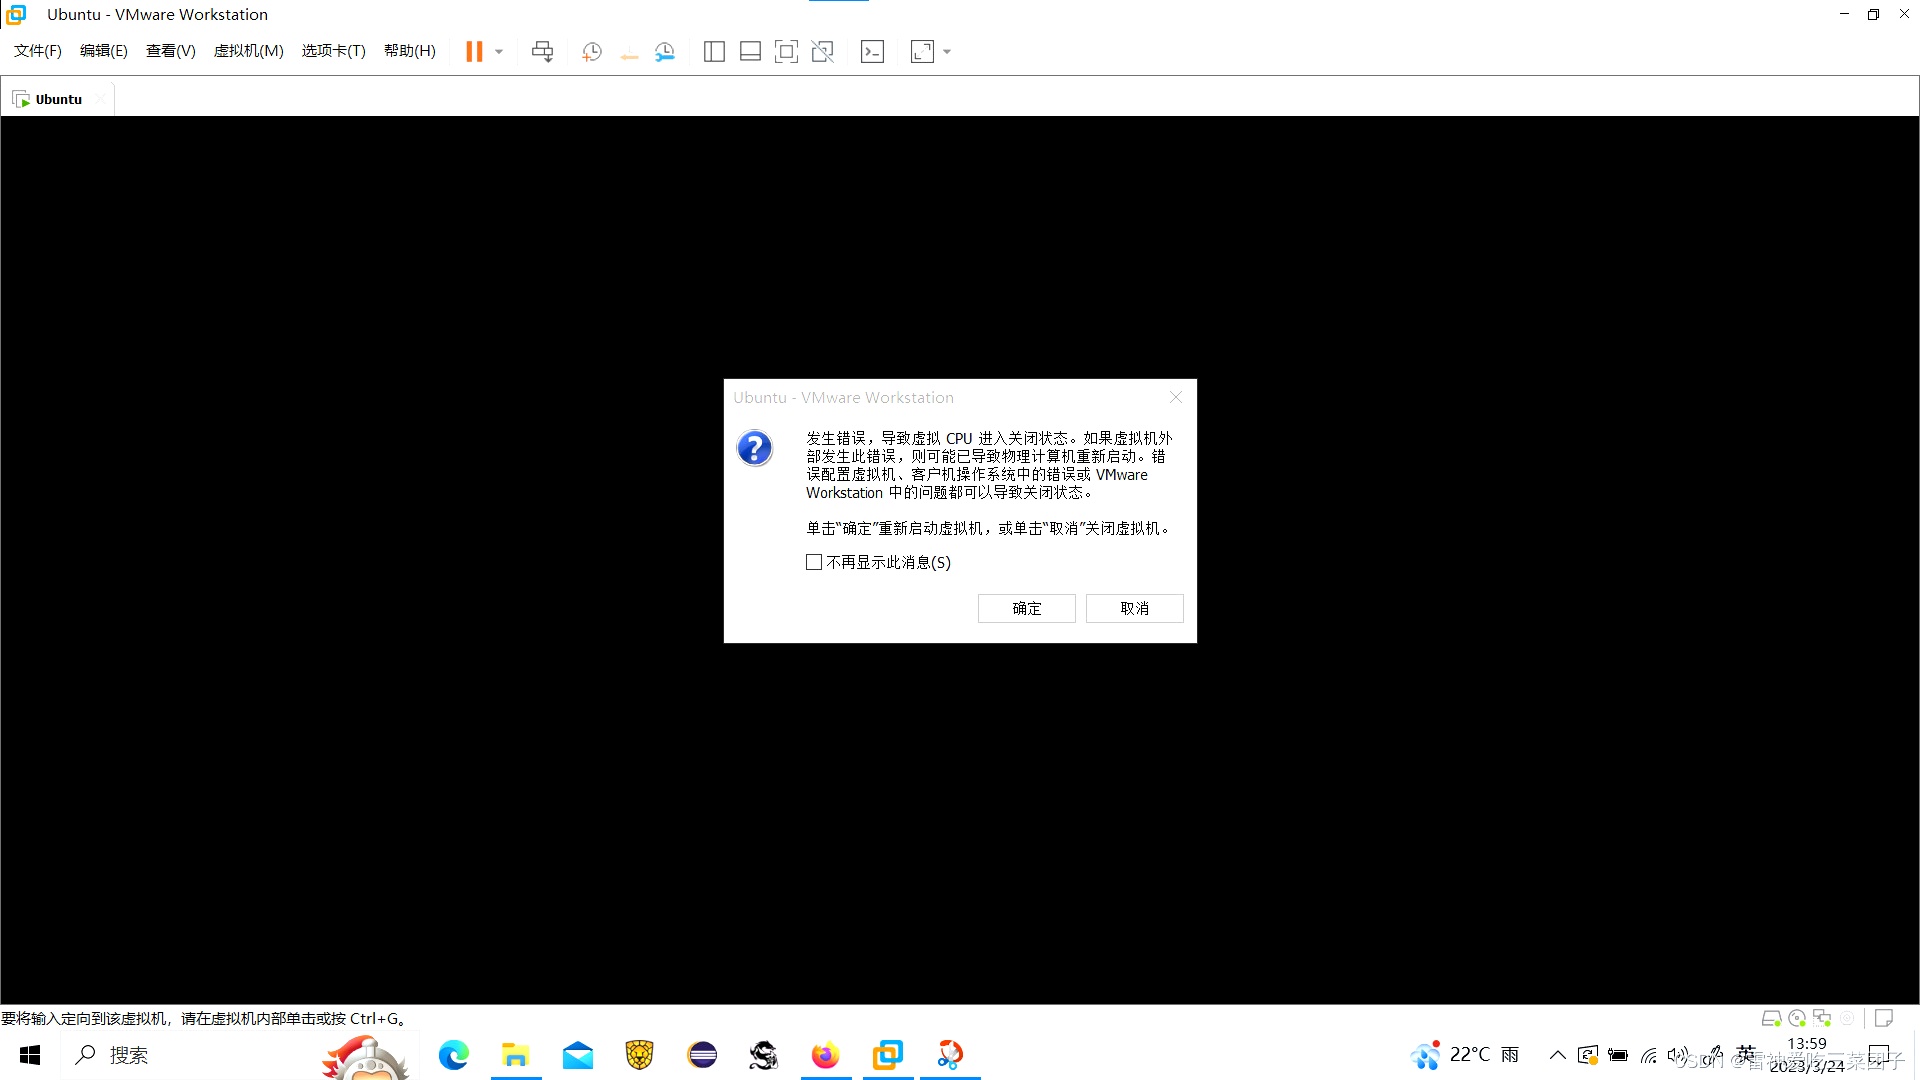 Ubuntu - VMware Workstation
文件(F) 编辑(E) 查看(V) 虚拟机(M) 选项卡(T) 帮助(H)
Ubuntu
Ubuntu - VMware Workstation
发生错误，导致虚拟 CPU 进入关闭状态。如果虚拟机外
部发生此错误，则可能已导致物理计算机重新启动。错
误配置虚拟机、客户机操作系统中的错误或 VMware
Workstation 中的问题都可以导致关闭状态。
单击“确定”重新启动虚拟机，或单击“取消”关闭虚拟机。
不再显示此消息(S)
确定 取消
要将输入定向到该虚拟机，请在虚拟机内部单击或按 Ctrl+G。
搜索
22°C 雨
英
13:59
2023/3/24
CSDN @雷神爱吃三菜团子